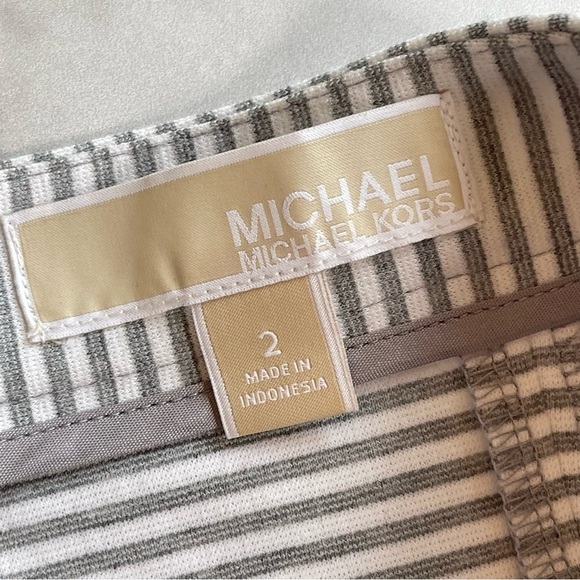 MICHAEL
MICHAEL KORS
2
MADE IN
INDONESIA